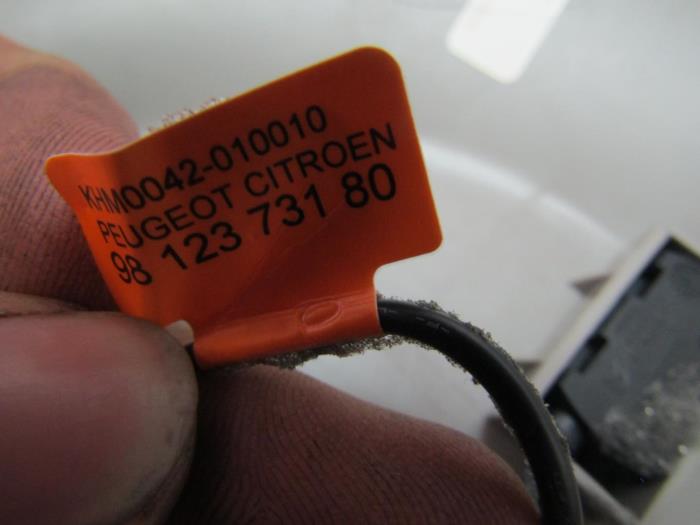 KHM0042-010010
PEUGEOT CITROEN
98 123 731 80